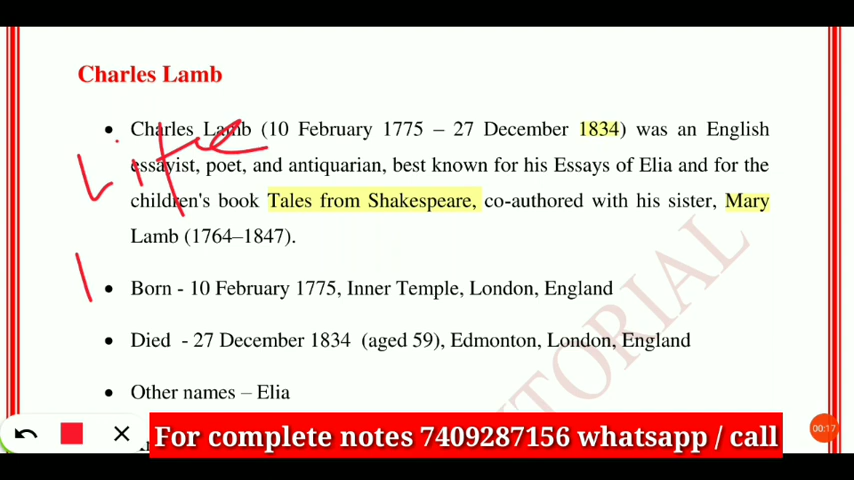 Charles Lamb
• Charles Lamb (10 February 1775 – 27 December 1834) was an English
essayist, poet, and antiquarian, best known for his Essays of Elia and for the
children's book Tales from Shakespeare, co-authored with his sister, Mary
Lamb (1764–1847).
Life
• Born - 10 February 1775, Inner Temple, London, England
• Died - 27 December 1834 (aged 59), Edmonton, London, England
• Other names – Elia
TORIAL
For complete notes 7409287156 whatsapp / call
00:17